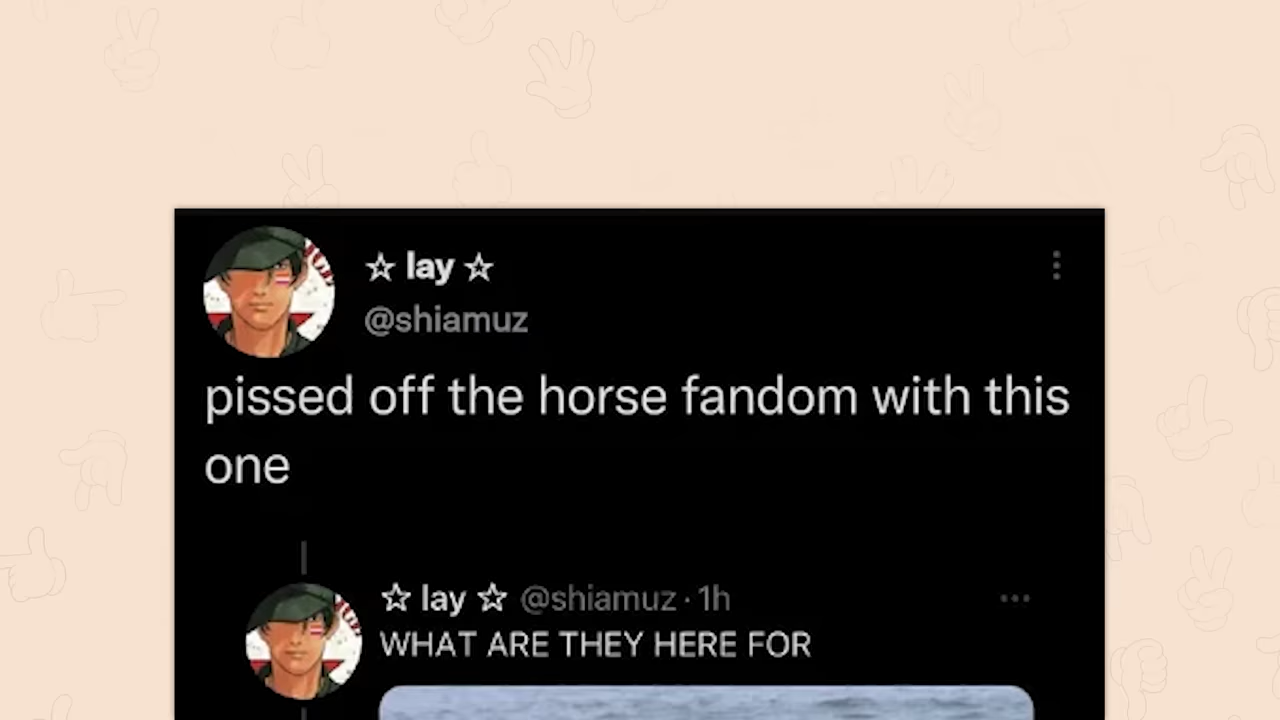 ☆ lay ☆
@shiamuz
pissed off the horse fandom with this
one
☆ lay ☆ @shiamuz · 1h
WHAT ARE THEY HERE FOR